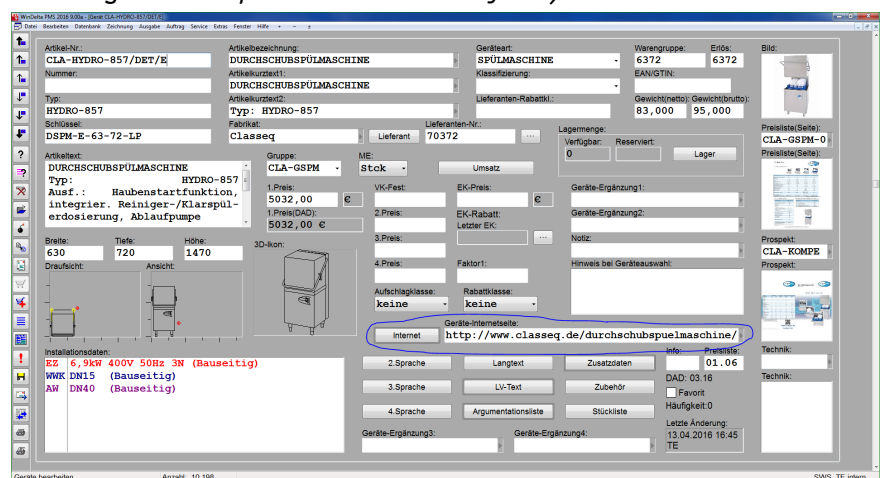 WinDelta PMS 2016 9.00a - [Gerät CLA-HYDRO-857/DET/E]
Datei Bearbeiten Datenbank Zeichnung Ausgabe Auftrag Service Extras Fenster Hilfe
Artikel-Nr.: Artikelbezeichnung: Geräteart: Warengruppe: Erlös: Bild:
CLA-HYDRO-857/DET/E DURCHSCHUBSPÜLMASCHINE SPÜLMASCHINE 6372 6372
Nummer: Artikelkurztext1: Klassifizierung: EAN/GTIN:
DURCHSCHUBSPÜLMASCHINE
Typ: Artikelkurztext2: Lieferanten-Rabattkl.: Gewicht(netto): Gewicht(brutto):
HYDRO-857 Typ: HYDRO-857 83,000 95,000
Schlüssel: Fabrikat: Lieferanten-Nr.: Lagermenge: Preisliste(Seite):
DSPM-E-63-72-LP Classeq Lieferant 70372 ... Verfügbar: Reserviert: CLA-GSPM-0
0 Lager Preisliste(Seite):
Artikeltext: Gruppe: ME:
DURCHSCHUBSPÜLMASCHINE CLA-GSPM Stck Umsatz
Typ: HYDRO-857
Ausf.: Haubenstartfunktion,
integrier. Reiniger-/Klarspül-
erdosierung, Ablaufpumpe
1.Preis: VK-Fest: EK-Preis: Geräte-Ergänzung1:
5032,00 € €
1.Preis(DAD): 2.Preis: EK-Rabatt: Geräte-Ergänzung2:
5032,00 € Letzter EK:
3.Preis: ... Notiz: Prospekt:
CLA-KOMPE
Breite: Tiefe: Höhe: 3D-Ikon:
630 720 1470
4.Preis: Faktor1: Hinweis bei Geräteauswahl: Prospekt:
Draufsicht: Ansicht:
Aufschlagklasse: Rabattklasse:
keine keine
Geräte-Internetseite:
Internet http://www.classeq.de/durchschubspuelmaschine/
Installationsdaten: Info: Preisliste: Technik:
EZ 6,9kW 400V 50Hz 3N (Bauseitig) 2.Sprache Langtext Zusatzdaten 01.06
WWK DN15 (Bauseitig) DAD: 03.16 Technik:
AW DN40 (Bauseitig) 3.Sprache LV-Text Zubehör Favorit
4.Sprache Argumentationsliste Stückliste Häufigkeit:0
Letzte Änderung:
Geräte-Ergänzung3: Geräte-Ergänzung4: 13.04.2016 16:45
TE
Geräte bearbeiten Anzahl: 10.198 SWS, TE intern